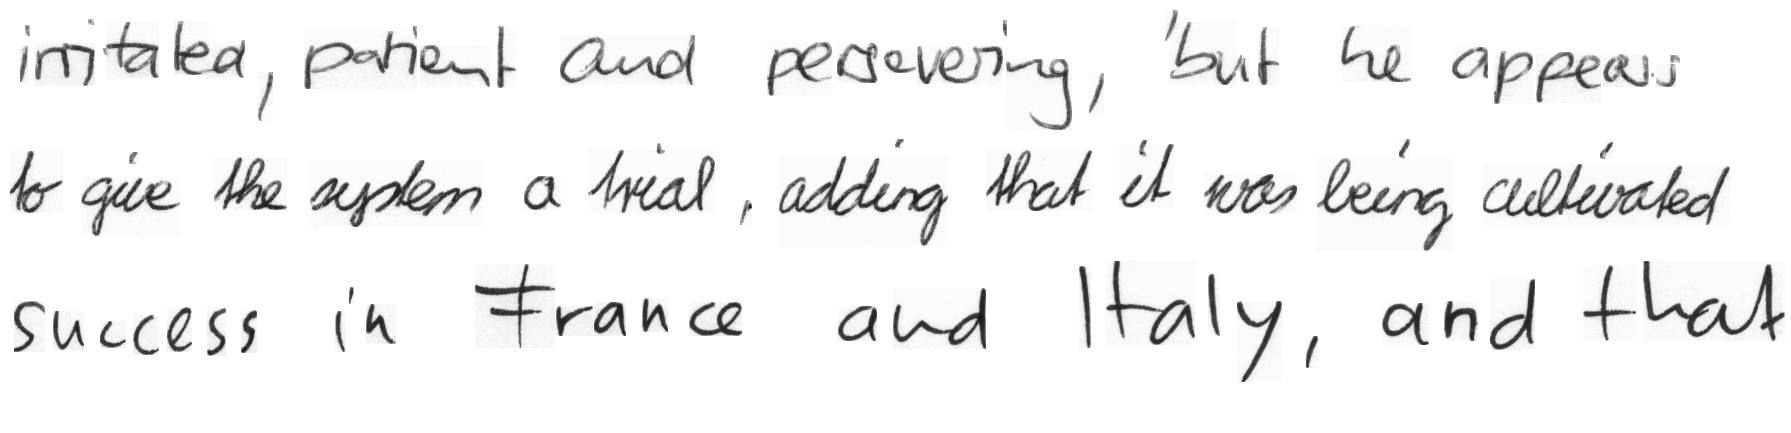 irritated, patient and persevering, but he appears
to give the system a trial, adding that it was being cultivated
success in France and Italy, and that